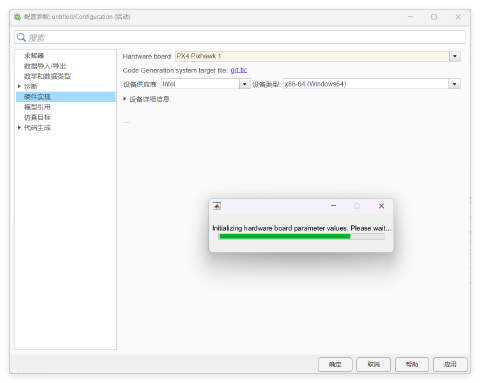 配置参数: untitled/Configuration (活动)
搜索
求解器
数据导入/导出
数学和数据类型
诊断
硬件实现
模型引用
仿真目标
代码生成
Hardware board: PX4 Pixhawk 1
Code Generation system target file: grt.tlc
设备供应商: Intel 设备类型: x86-64 (Windows64)
设备详细信息
...
Initializing hardware board parameter values. Please wait...
确定 取消 帮助 应用